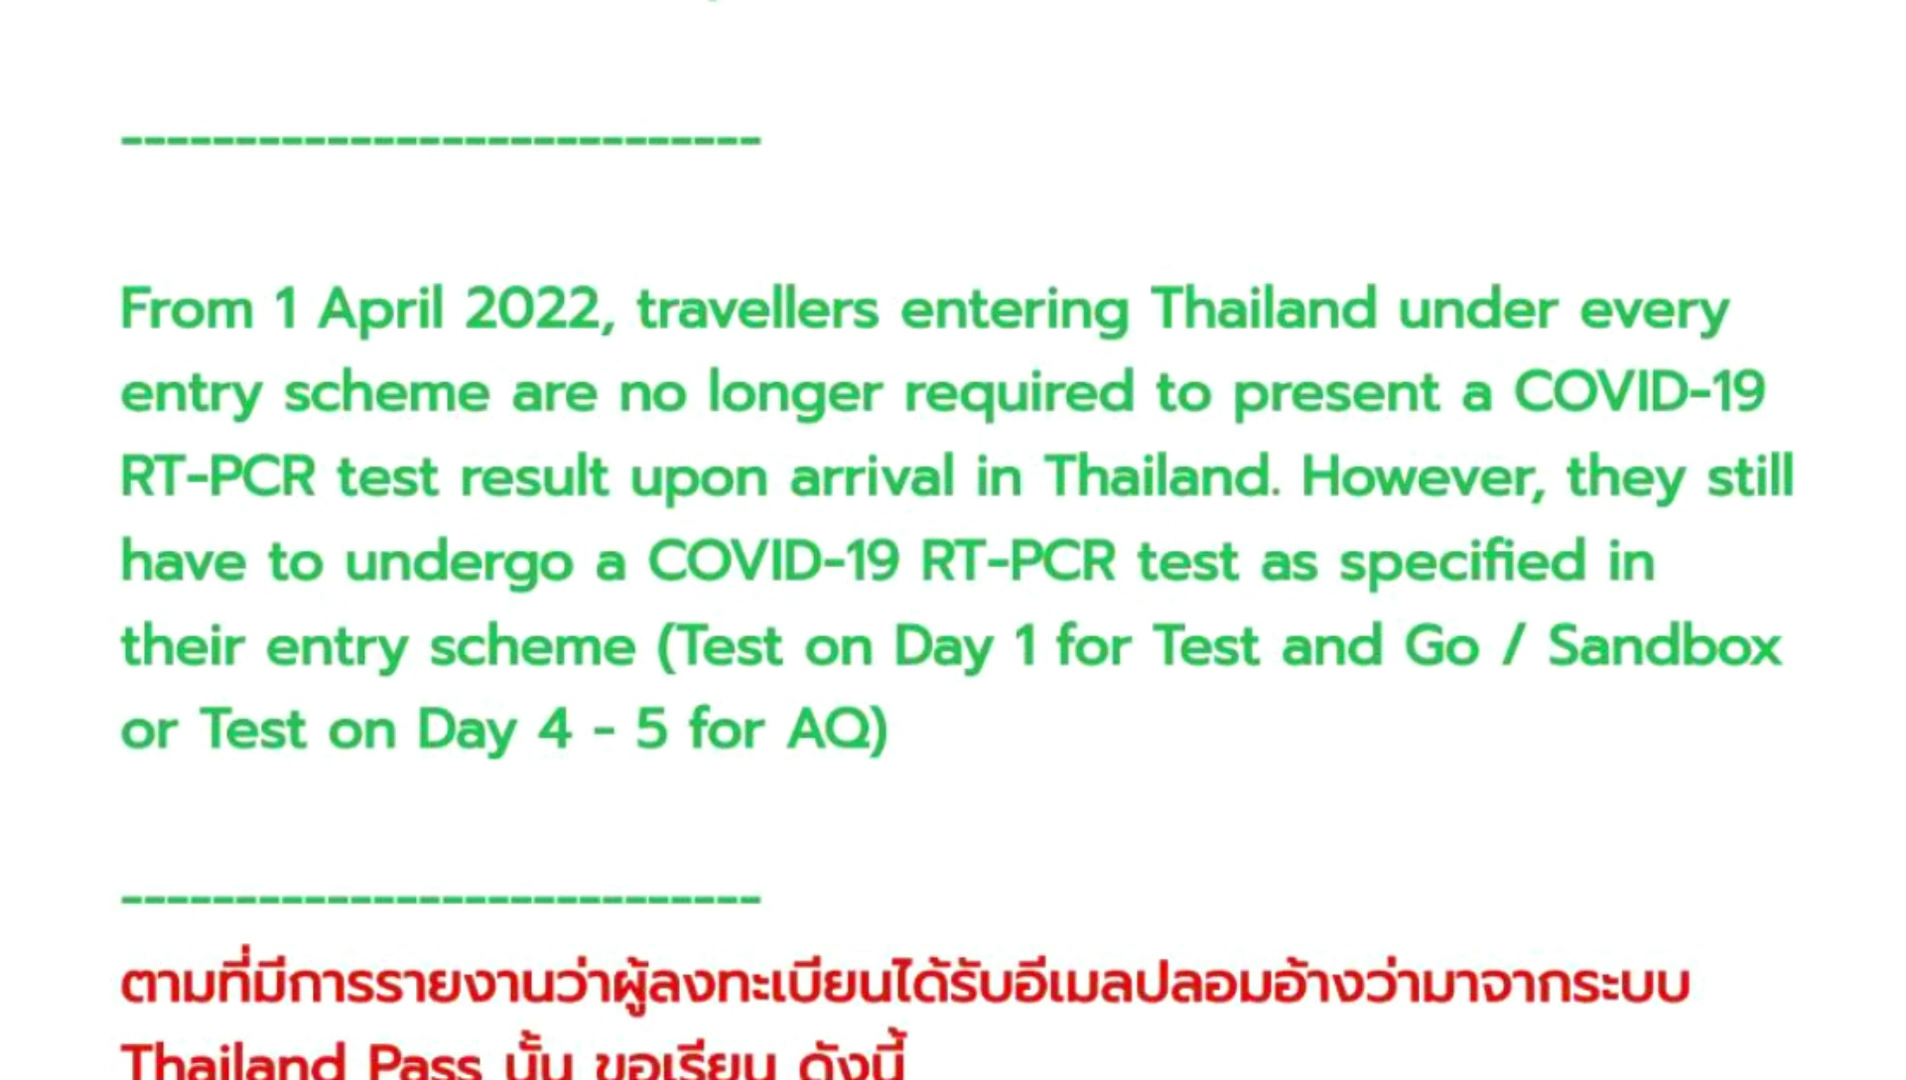 ----------------------------
From 1 April 2022, travellers entering Thailand under every
entry scheme are no longer required to present a COVID-19
RT-PCR test result upon arrival in Thailand. However, they still
have to undergo a COVID-19 RT-PCR test as specified in
their entry scheme (Test on Day 1 for Test and Go / Sandbox
or Test on Day 4 - 5 for AQ)
----------------------------
ตามที่มีการรายงานว่าผู้ลงทะเบียนได้รับอีเมลปลอมอ้างว่ามาจากระบบ
Thailand Pass นั้น ขอเรียน ดังนี้